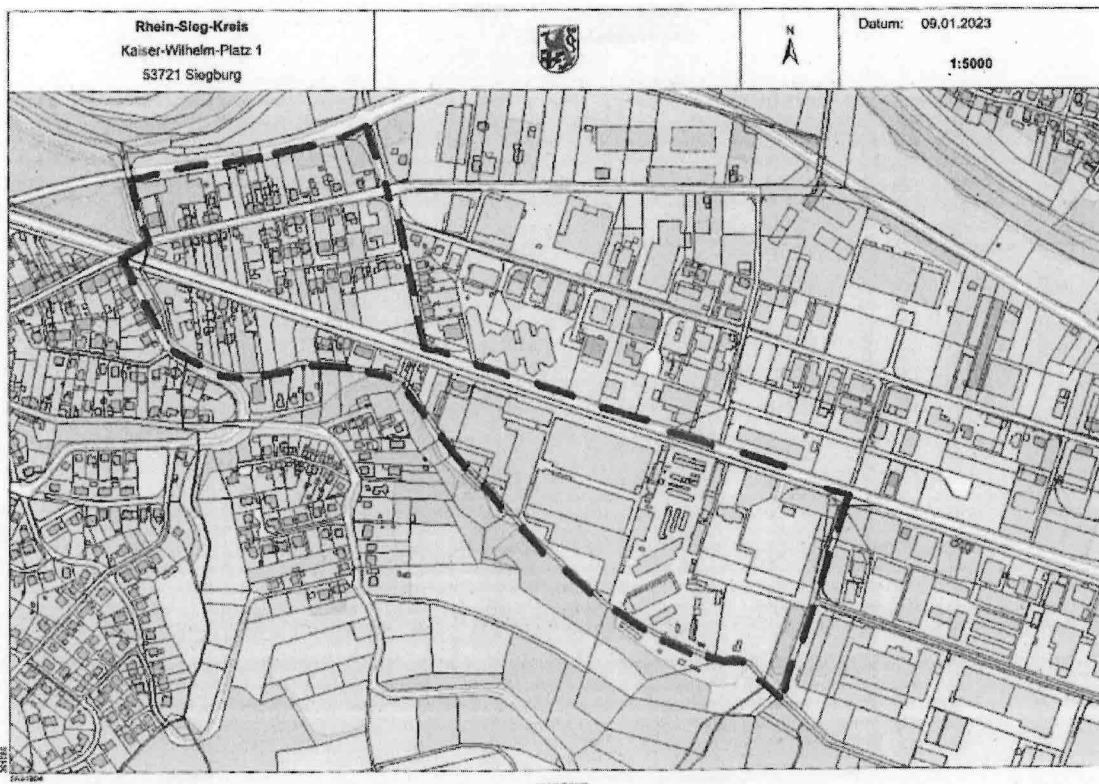 Rhein-Sieg-Kreis
Kaiser-Wilhelm-Platz 1
53721 Siegburg
N
Datum: 09.01.2023
1:5000